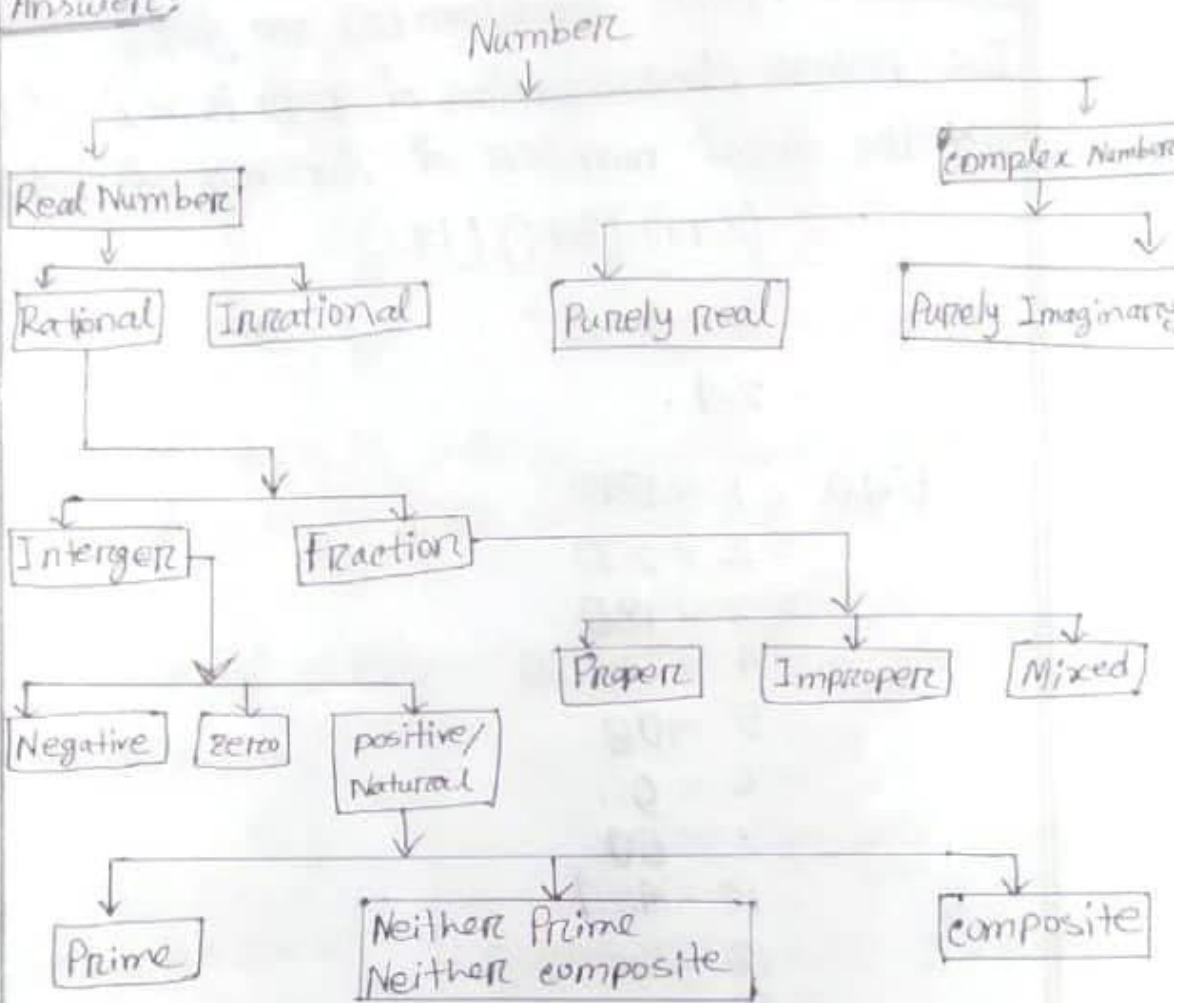 Answer:
Number
Real Number
Complex Number
Rational
Irrational
Purely real
Purely Imaginary
Interger
Fraction
Proper
Improper
Mixed
Negative
zero
positive/
Natural
Prime
Neither Prime
Neither composite
composite